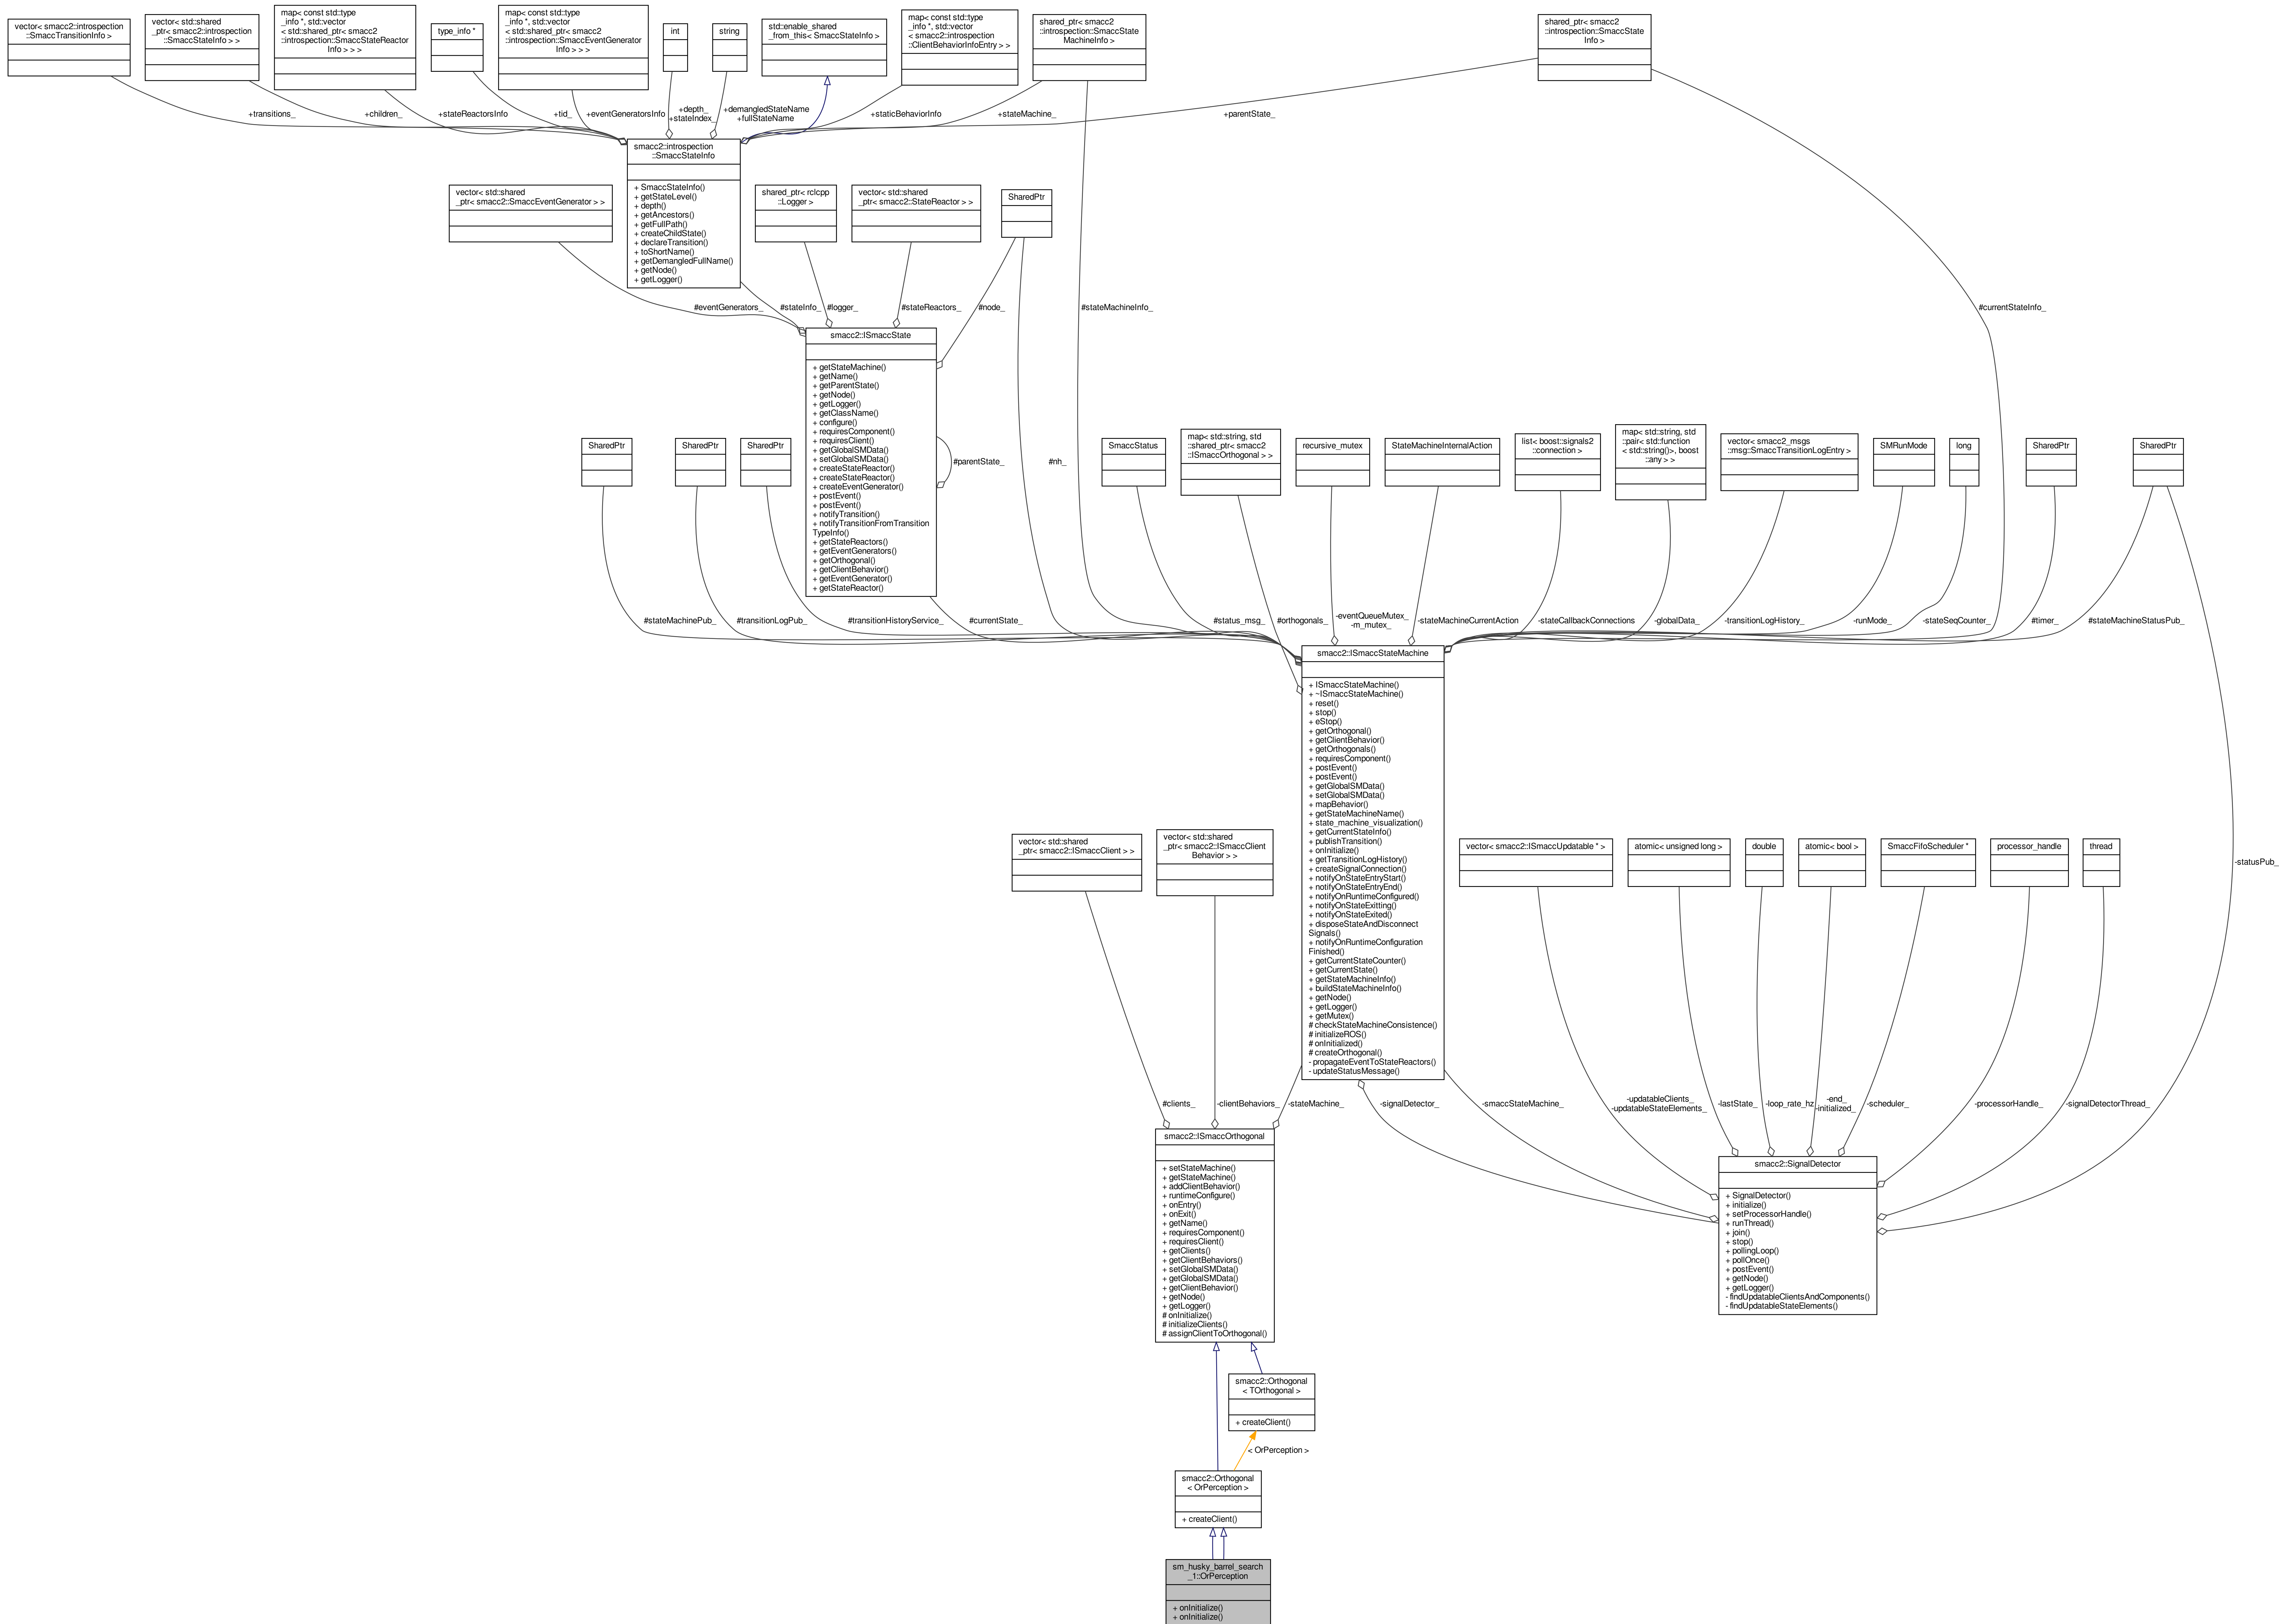 vector< smacc2::introspection
::SmaccTransitionInfo >
vector< std::shared
_ptr< smacc2::introspection
::SmaccStateInfo > >
map< const std::type
_info *, std::vector
< std::shared_ptr< smacc2
::introspection::SmaccStateReactor
Info > > >
type_info *
map< const std::type
_info *, std::vector
< std::shared_ptr< smacc2
::introspection::SmaccEventGenerator
Info > > >
int
string
std::enable_shared
_from_this< SmaccStateInfo >
map< const std::type
_info *, std::vector
< smacc2::introspection
::ClientBehaviorInfoEntry > >
shared_ptr< smacc2
::introspection::SmaccState
MachineInfo >
shared_ptr< smacc2
::introspection::SmaccState
Info >
+transitions_
+children_
+stateReactorsInfo
+tid_
+eventGeneratorsInfo
+depth_
+stateIndex_
+demangledStateName
+fullStateName
+staticBehaviorInfo
+stateMachine_
+parentState_
smacc2::introspection
::SmaccStateInfo
+ SmaccStateInfo()
+ getStateLevel()
+ depth()
+ getAncestors()
+ getFullPath()
+ createChildState()
+ declareTransition()
+ toShortName()
+ getDemangledFullName()
+ getNode()
+ getLogger()
vector< std::shared
_ptr< smacc2::SmaccEventGenerator > >
shared_ptr< rclcpp
::Logger >
vector< std::shared
_ptr< smacc2::StateReactor > >
SharedPtr
#eventGenerators_
#stateInfo_
#logger_
#stateReactors_
#node_
#stateMachineInfo_
#currentStateInfo_
smacc2::ISmaccState
+ getStateMachine()
+ getName()
+ getParentState()
+ getNode()
+ getLogger()
+ getClassName()
+ configure()
+ requiresComponent()
+ requiresClient()
+ getGlobalSMData()
+ setGlobalSMData()
+ createStateReactor()
+ createStateReactor()
+ createEventGenerator()
+ postEvent()
+ postEvent()
+ notifyTransition()
+ notifyTransitionFromTransition
TypeInfo()
+ getStateReactors()
+ getEventGenerators()
+ getOrthogonal()
+ getClientBehavior()
+ getEventGenerator()
+ getStateReactor()
#parentState_
#nh_
SharedPtr
SharedPtr
SharedPtr
SmaccStatus
map< std::string, std
::shared_ptr< smacc2
::ISmaccOrthogonal > >
recursive_mutex
StateMachineInternalAction
list< boost::signals2
::connection >
map< std::string, std
::pair< std::function
< std::string()>, boost
::any > >
vector< smacc2_msgs
::msg::SmaccTransitionLogEntry >
SMRunMode
long
SharedPtr
SharedPtr
#stateMachinePub_
#transitionLogPub_
#transitionHistoryService_
#currentState_
#status_msg_
#orthogonals_
-eventQueueMutex_
-m_mutex_
-stateMachineCurrentAction
-stateCallbackConnections
-globalData_
-transitionLogHistory_
-runMode_
-stateSeqCounter_
#timer_
#stateMachineStatusPub_
smacc2::ISmaccStateMachine
+ ISmaccStateMachine()
+ ~ISmaccStateMachine()
+ reset()
+ stop()
+ eStop()
+ getOrthogonal()
+ getClientBehavior()
+ getOrthogonals()
+ requiresComponent()
+ postEvent()
+ postEvent()
+ getGlobalSMData()
+ setGlobalSMData()
+ mapBehavior()
+ getStateMachineName()
+ state_machine_visualization()
+ getCurrentStateInfo()
+ publishTransition()
+ onInitialize()
+ getTransitionLogHistory()
+ createSignalConnection()
+ notifyOnStateEntryStart()
+ notifyOnStateEntryEnd()
+ notifyOnRuntimeConfigured()
+ notifyOnStateExitting()
+ notifyOnStateExited()
+ disposeStateAndDisconnect
Signals()
+ notifyOnRuntimeConfiguration
Finished()
+ getCurrentStateCounter()
+ getCurrentState()
+ getStateMachineInfo()
+ buildStateMachineInfo()
+ getNode()
+ getLogger()
+ getMutex()
# checkStateMachineConsistence()
# initializeROS()
# onInitialized()
# createOrthogonal()
- propagateEventToStateReactors()
- updateStatusMessage()
vector< std::shared
_ptr< smacc2::ISmaccClient > >
vector< std::shared
_ptr< smacc2::ISmaccClient
Behavior > >
vector< smacc2::ISmaccUpdatable * >
atomic< unsigned long >
double
atomic< bool >
SmaccFifoScheduler *
processor_handle
thread
-statusPub_
#clients_
-clientBehaviors_
-stateMachine_
-signalDetector_
-smaccStateMachine_
-updatableClients_
-updatableStateElements_
-lastState_
-loop_rate_hz_
-end_
-initialized_
-scheduler_
-processorHandle_
-signalDetectorThread_
smacc2::ISmaccOrthogonal
+ setStateMachine()
+ getStateMachine()
+ addClientBehavior()
+ runtimeConfigure()
+ onEntry()
+ onExit()
+ getName()
+ requiresComponent()
+ requiresClient()
+ getClients()
+ getClientBehaviors()
+ setGlobalSMData()
+ getGlobalSMData()
+ getClientBehavior()
+ getNode()
+ getLogger()
# onInitialize()
# initializeClients()
# assignClientToOrthogonal()
smacc2::SignalDetector
+ SignalDetector()
+ initialize()
+ setProcessorHandle()
+ runThread()
+ join()
+ stop()
+ pollingLoop()
+ pollOnce()
+ postEvent()
+ getNode()
+ getLogger()
- findUpdatableClientsAndComponents()
- findUpdatableStateElements()
smacc2::Orthogonal
< TOrthogonal >
+ createClient()
< OrPerception >
smacc2::Orthogonal
< OrPerception >
+ createClient()
sm_husky_barrel_search
_1::OrPerception
+ onInitialize()
+ onInitialize()